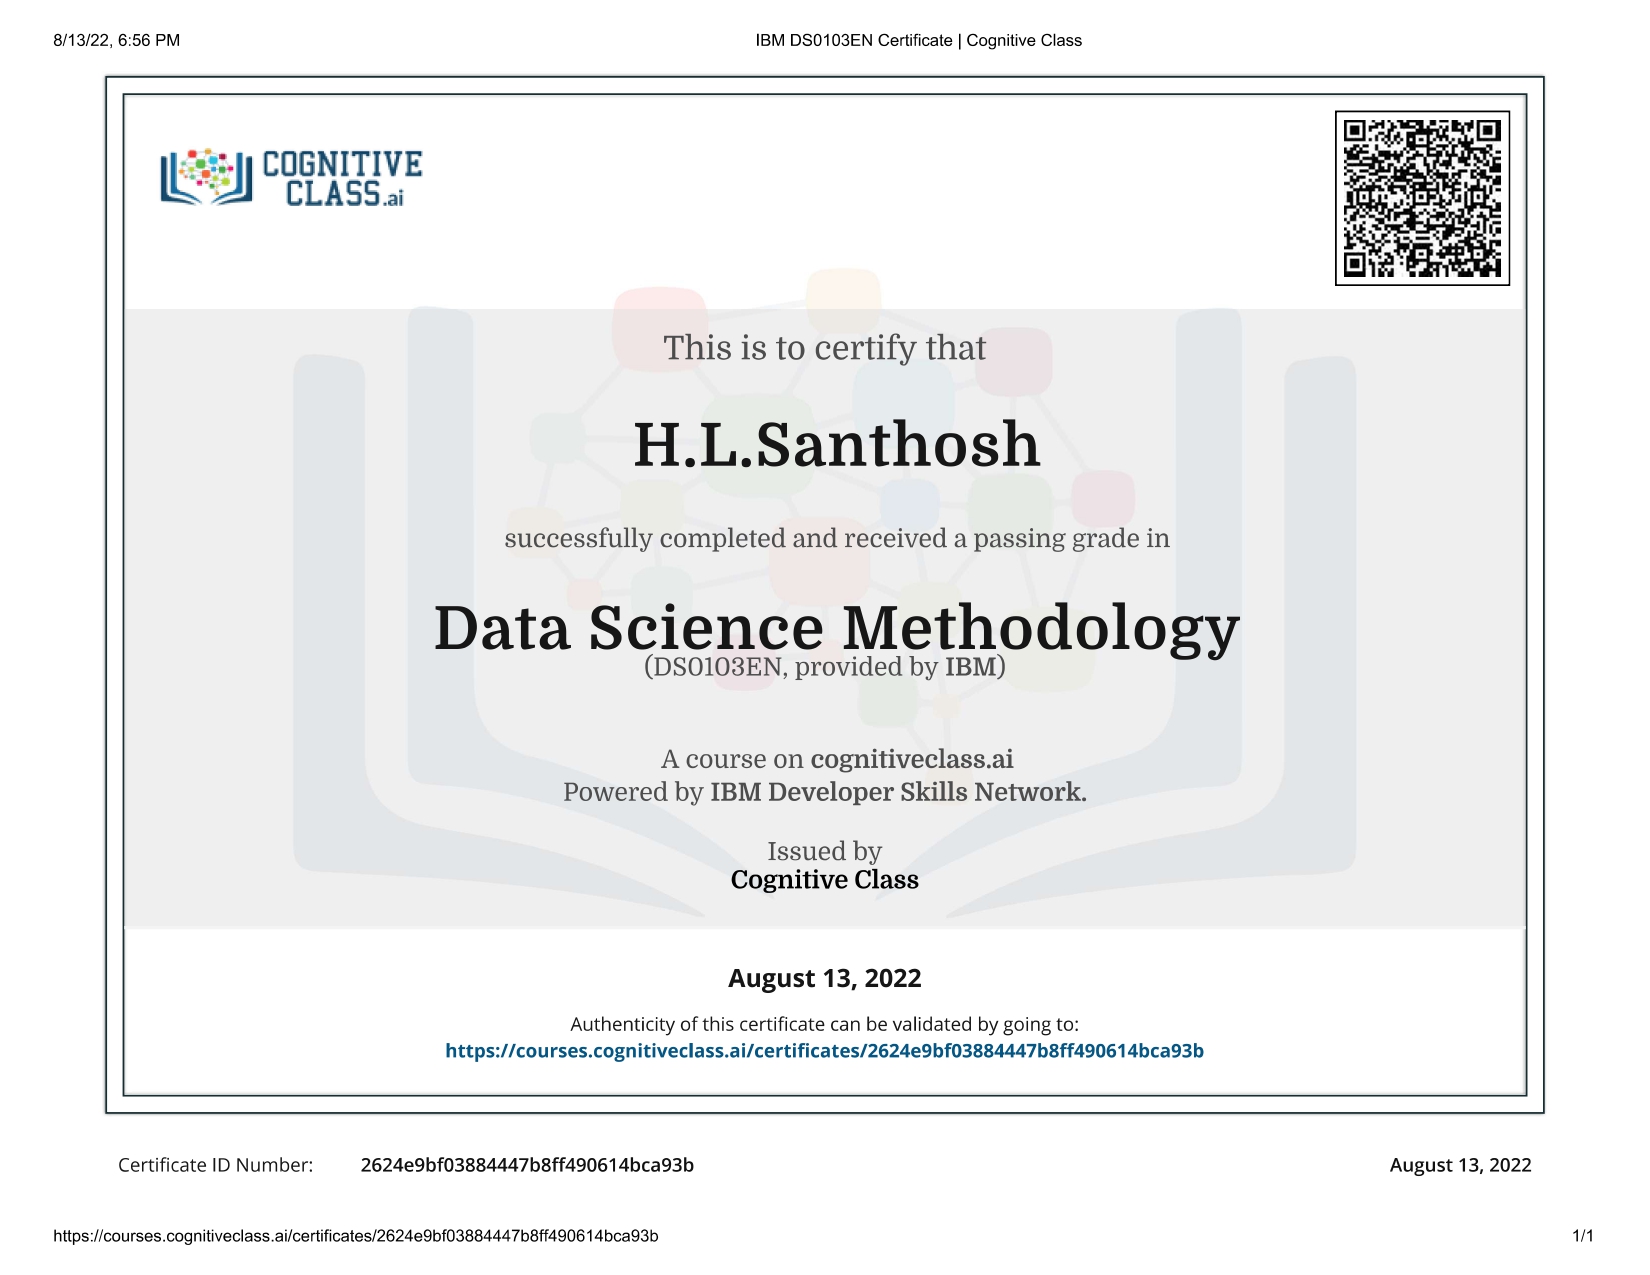 8/13/22, 6:56 PM
IBM DS0103EN Certificate | Cognitive Class
COGNITIVE
CLASS.ai
This is to certify that
H.L.Santhosh
successfully completed and received a passing grade in
Data Science Methodology
(DS0103EN, provided by IBM)
A course on cognitiveclass.ai
Powered by IBM Developer Skills Network.
Issued by
Cognitive Class
August 13, 2022
Authenticity of this certificate can be validated by going to:
https://courses.cognitiveclass.ai/certificates/2624e9bf03884447b8ff490614bca93b
Certificate ID Number: 2624e9bf03884447b8ff490614bca93b August 13, 2022
https://courses.cognitiveclass.ai/certificates/2624e9bf03884447b8ff490614bca93b 1/1